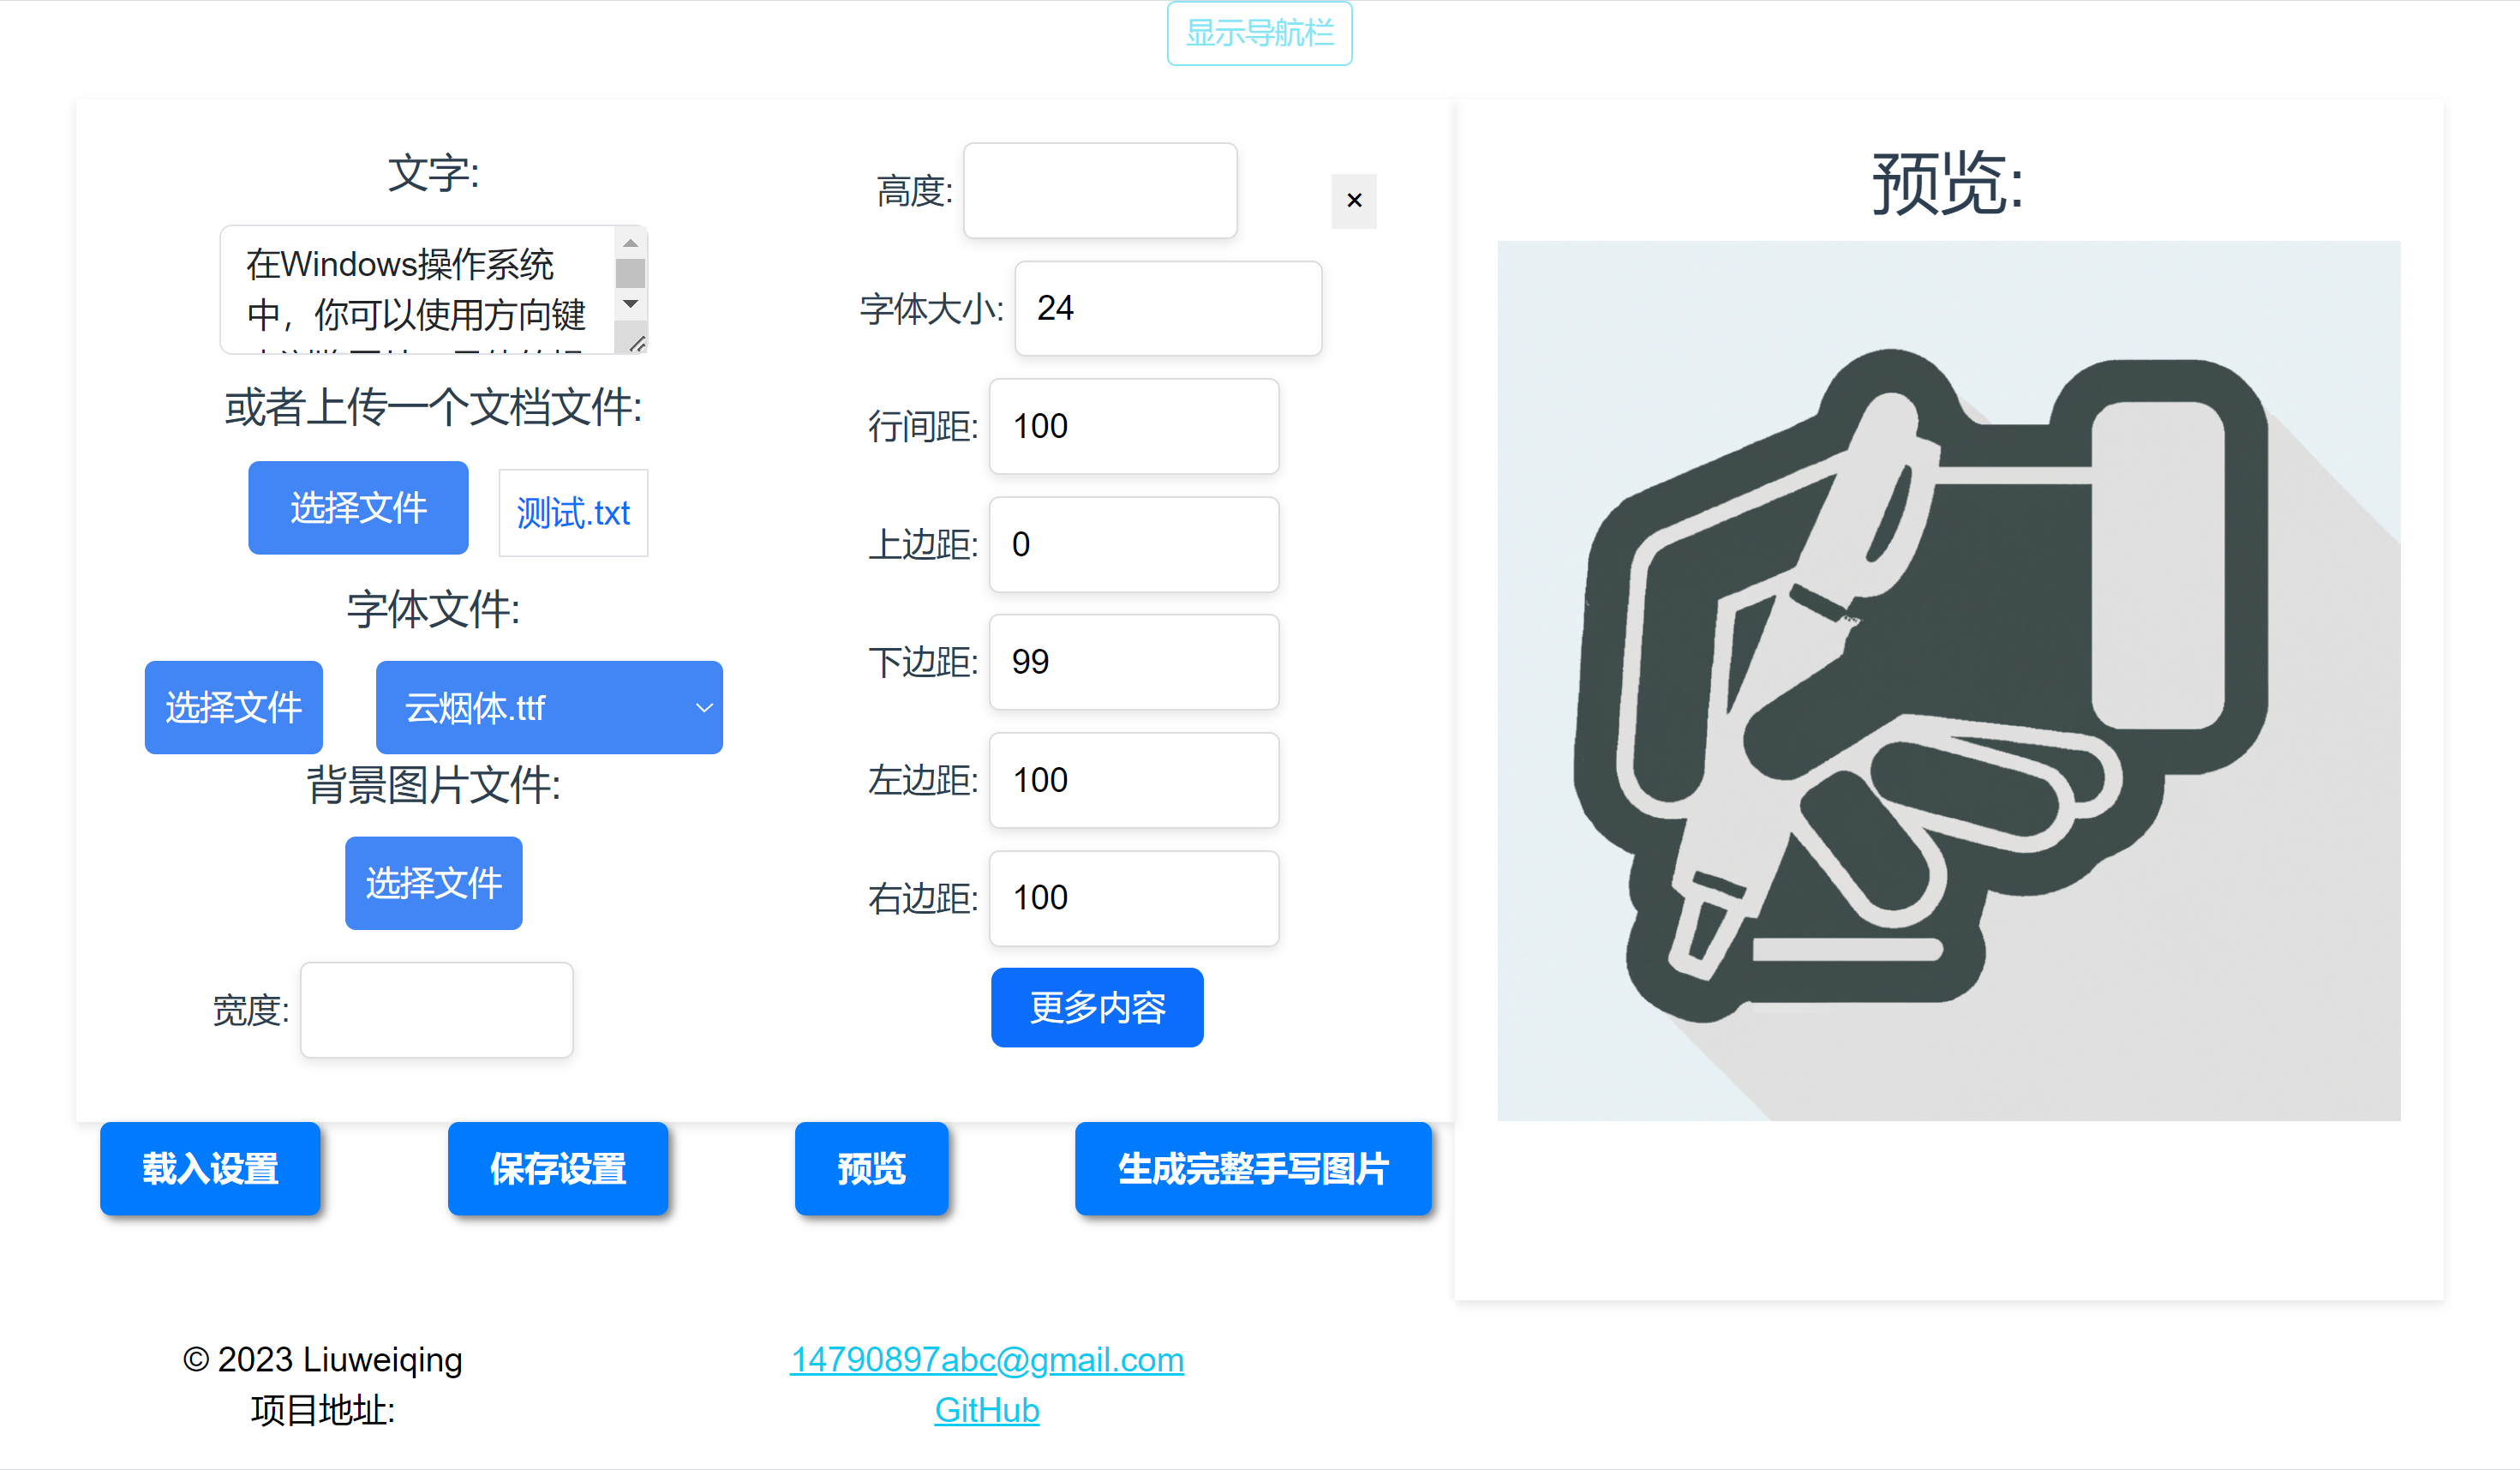 显示导航栏
文字:
在Windows操作系统
中，你可以使用方向键
或者上传一个文档文件:
选择文件
测试.txt
字体文件:
选择文件
云烟体.ttf
背景图片文件:
选择文件
宽度:
高度:
×
字体大小: 24
行间距: 100
上边距: 0
下边距: 99
左边距: 100
右边距: 100
更多内容
预览:
载入设置
保存设置
预览
生成完整手写图片
© 2023 Liuweiqing
14790897abc@gmail.com
项目地址:
GitHub